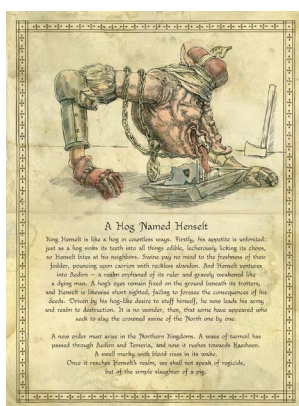 A Hog Named Henselt
King Henselt is like a hog in countless ways. Firstly, his appetite is unlimited:
just as a hog sinks its teeth into all things edible, lecherously licking its chops,
so Henselt bites at his neighbors. Swine pay no mind to the freshness of their
fodder, pouncing upon carrion with reckless abandon. And Henselt ventures
into Aedirn – a realm orphaned of its ruler and gravely weakened like
a dying man. A hog's eyes remain fixed on the ground beneath its trotters,
and Henselt is likewise short sighted, failing to foresee the consequences of his
deeds. Driven by his hog-like desire to stuff himself, he now leads his army
and realm to destruction. It is no wonder, then, that some have appeared who
seek to slay the crowned swine of the North one by one.
A new order must arise in the Northern Kingdoms. A wave of turmoil has
passed through Aedirn and Temeria, and now it rushes towards Kaedwen.
A swell murky with blood rises in its wake.
Once it reaches Henselt's realm, we shall not speak of regicide,
but of the simple slaughter of a pig.